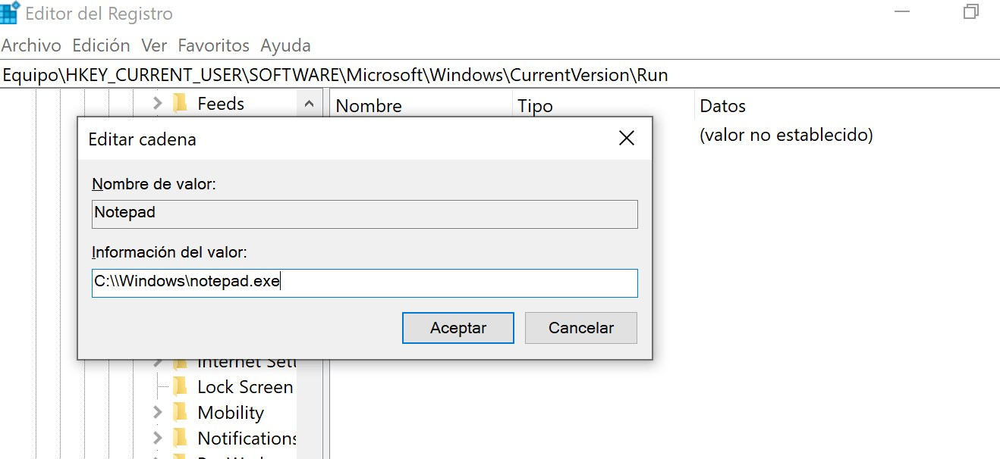 Editor del Registro
Archivo Edición Ver Favoritos Ayuda
Equipo\HKEY_CURRENT_USER\SOFTWARE\Microsoft\Windows\CurrentVersion\Run
Feeds
Nombre Tipo Datos
(valor no establecido)
Editar cadena
Nombre de valor:
Notepad
Información del valor:
C:\\Windows\notepad.exe
Aceptar Cancelar
Internet Sett
Lock Screen
Mobility
Notifications